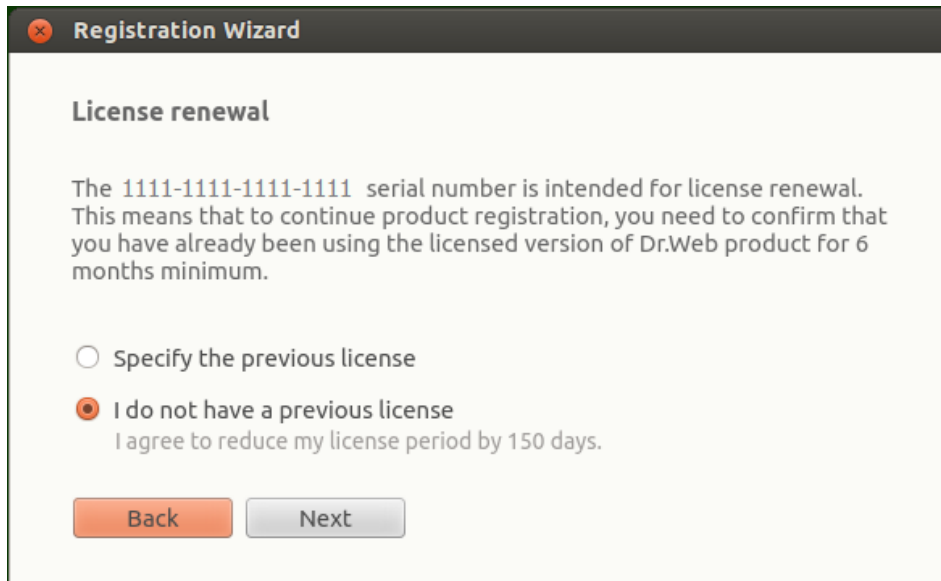 Registration Wizard
License renewal
The 1111-1111-1111-1111 serial number is intended for license renewal.
This means that to continue product registration, you need to confirm that
you have already been using the licensed version of Dr.Web product for 6
months minimum.
Specify the previous license
I do not have a previous license
I agree to reduce my license period by 150 days.
Back Next